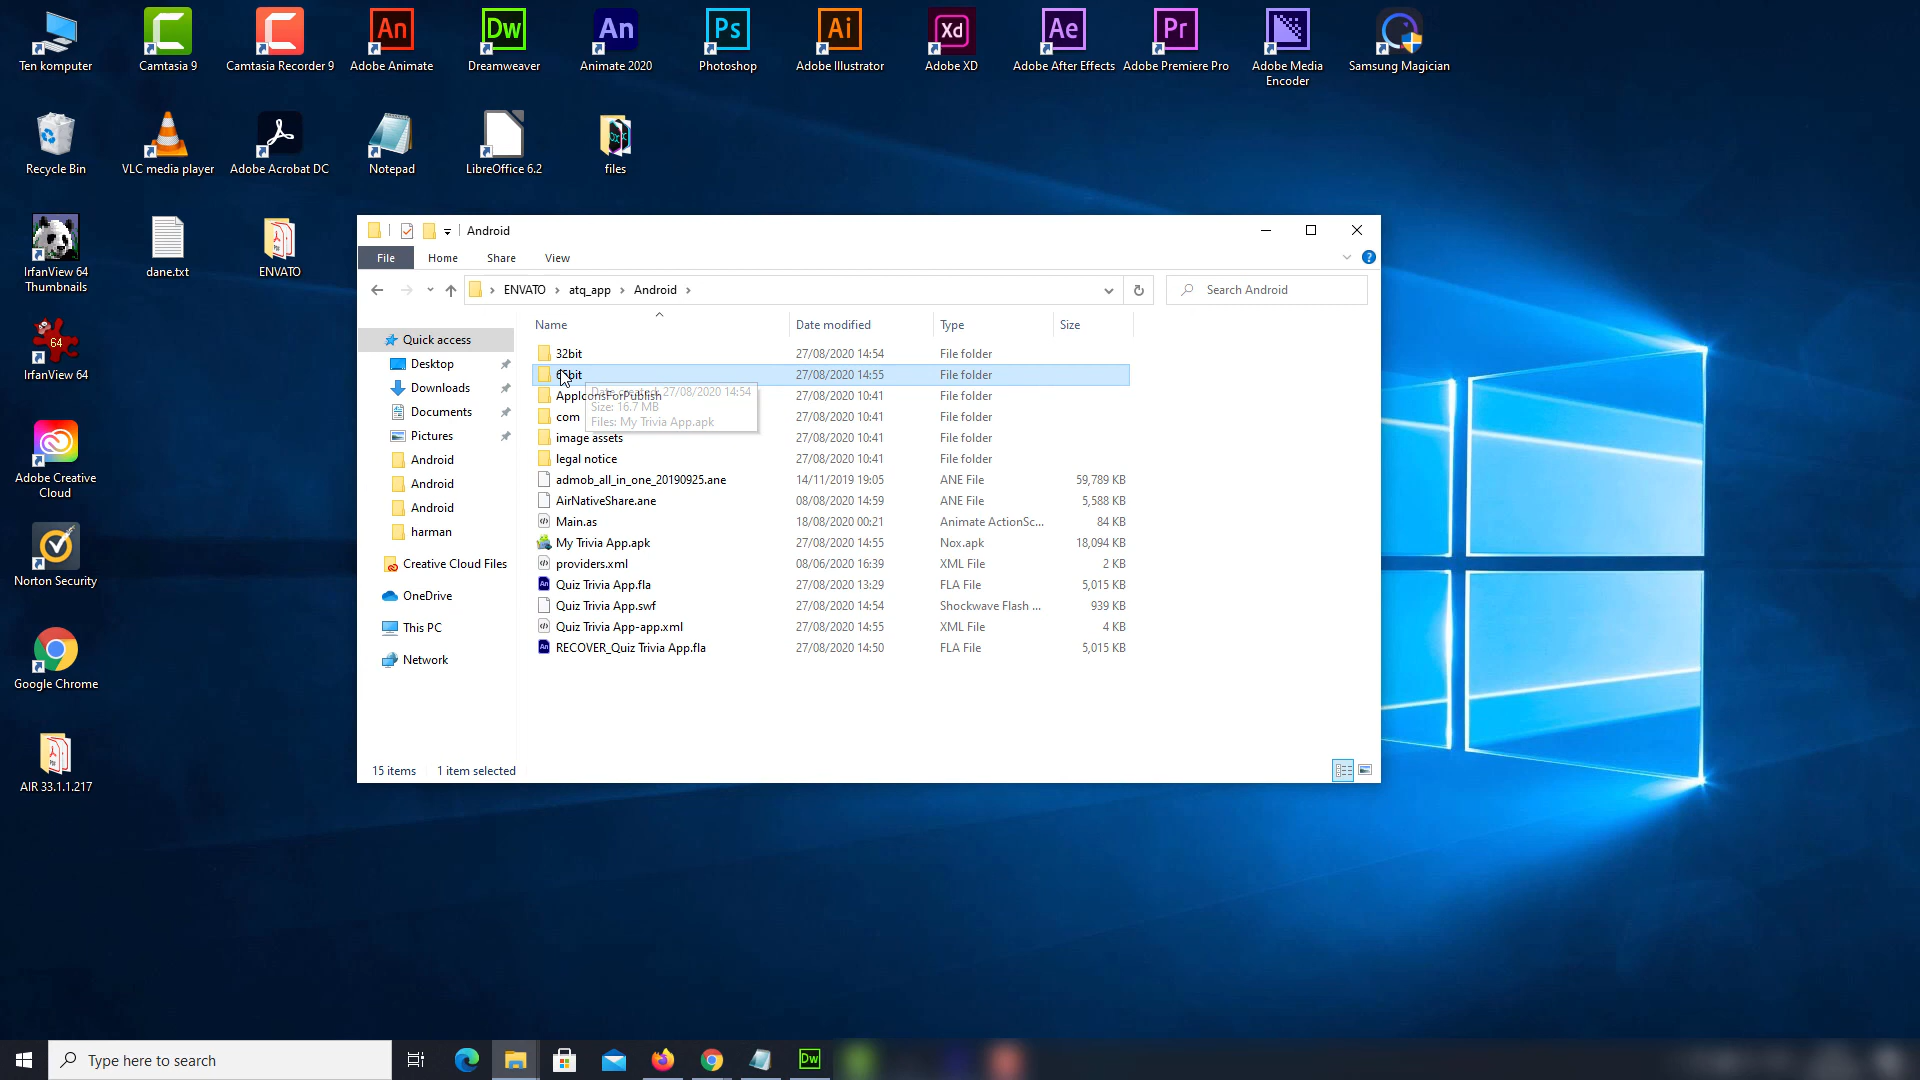 Ten komputer
Camtasia 9
Camtasia Recorder 9
Adobe Animate
Dreamweaver
Animate 2020
Photoshop
Adobe Illustrator
Adobe XD
Adobe After Effects
Adobe Premiere Pro
Adobe Media
Encoder
Samsung Magician
Recycle Bin
VLC media player
Adobe Acrobat DC
Notepad
LibreOffice 6.2
files
IrfanView 64
Thumbnails
dane.txt
ENVATO
IrfanView 64
Adobe Creative
Cloud
Norton Security
Google Chrome
AIR 33.1.1.217
Android
File
Home
Share
View
ENVATO
atq_app
Android
Search Android
Name
Date modified
Type
Size
Quick access
Desktop
Downloads
Documents
Pictures
Android
Android
Android
harman
Creative Cloud Files
OneDrive
This PC
Network
32bit 27/08/2020 14:54 File folder
27/08/2020 14:55 File folder
AppIconsForPublish 27/08/2020 10:41 File folder
com 27/08/2020 10:41 File folder
image assets 27/08/2020 10:41 File folder
legal notice 27/08/2020 10:41 File folder
admob_all_in_one_20190925.ane 14/11/2019 19:05 ANE File 59,789 KB
AirNativeShare.ane 08/08/2020 14:59 ANE File 5,588 KB
Main.as 18/08/2020 00:21 Animate ActionSc... 84 KB
My Trivia App.apk 27/08/2020 14:55 Nox.apk 18,094 KB
providers.xml 08/06/2020 16:39 XML File 2 KB
Quiz Trivia App.fla 27/08/2020 13:29 FLA File 5,015 KB
Quiz Trivia App.swf 27/08/2020 14:54 Shockwave Flash ... 939 KB
Quiz Trivia App-app.xml 27/08/2020 14:55 XML File 4 KB
RECOVER_Quiz Trivia App.fla 27/08/2020 14:50 FLA File 5,015 KB
Date created: 27/08/2020 14:54
Size: 16.7 MB
Files: My Trivia App.apk
15 items
1 item selected
Type here to search